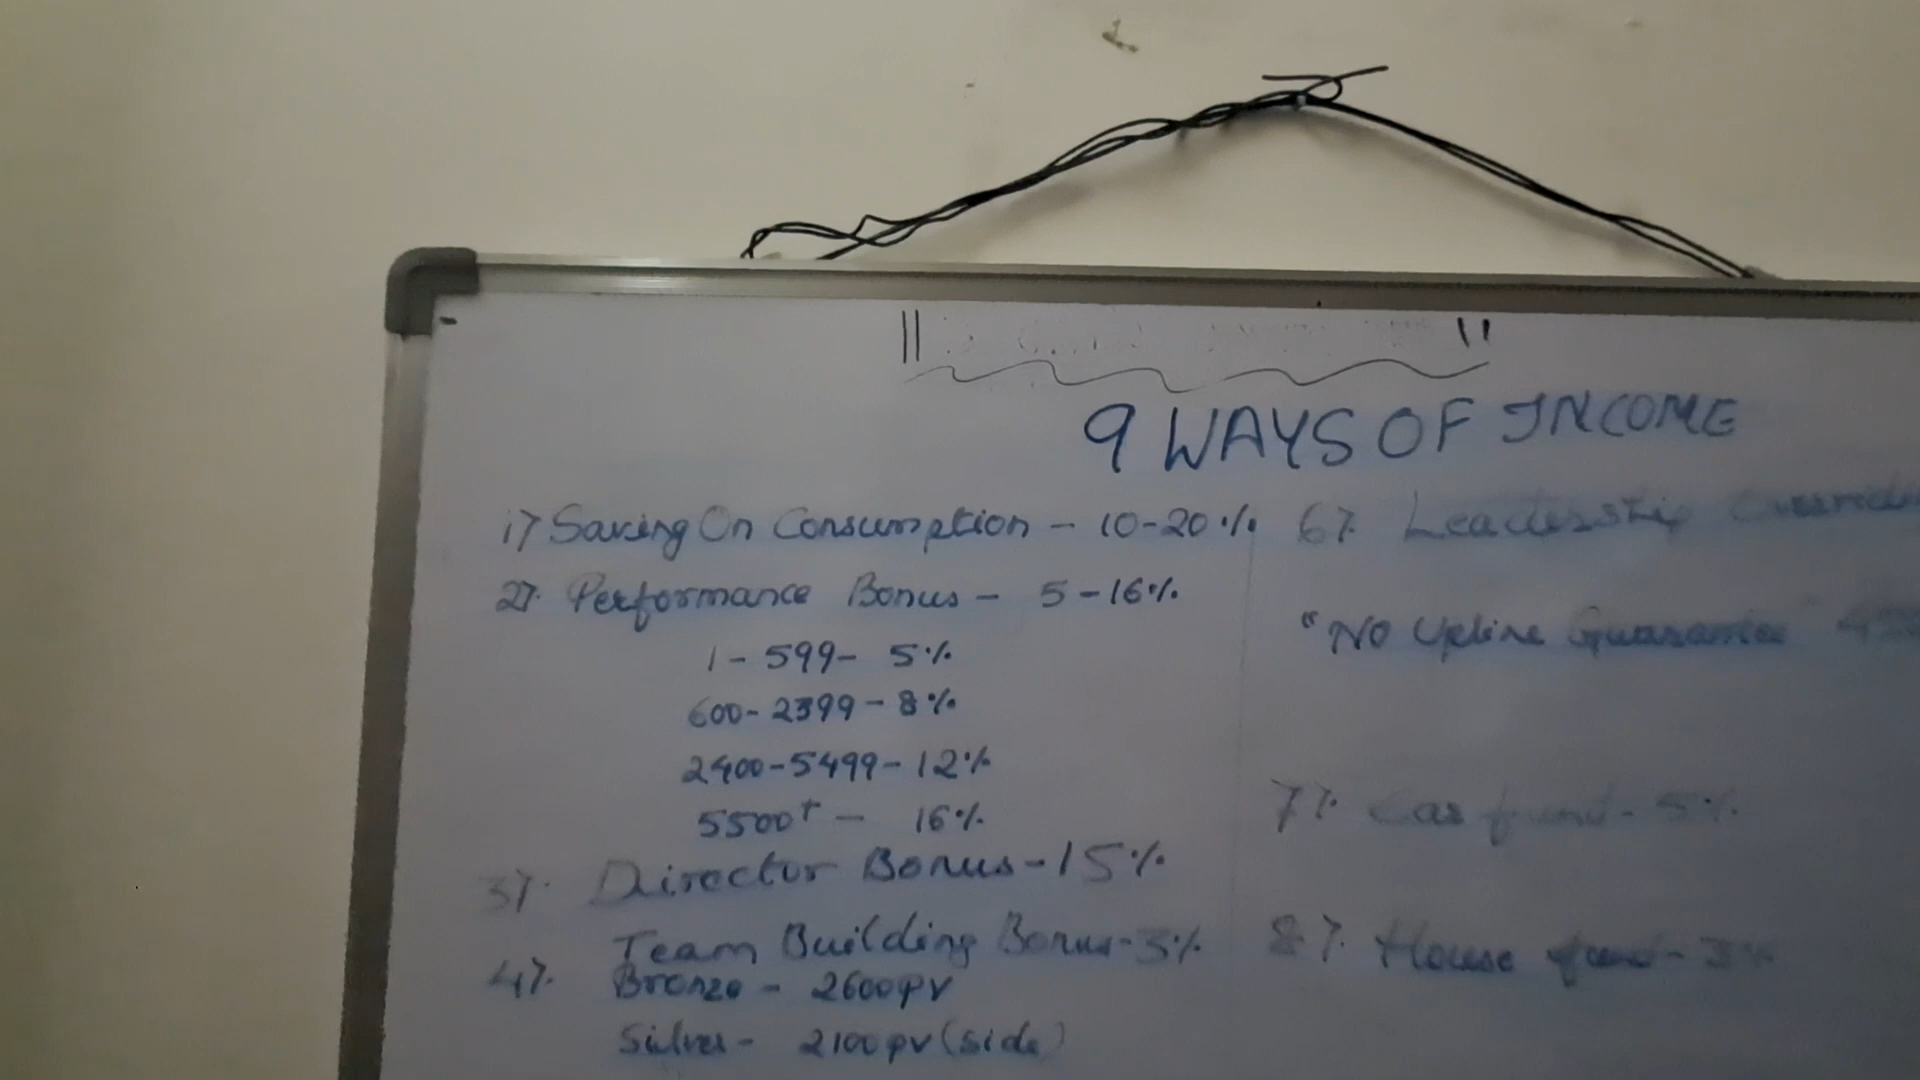 9 WAYS OF INCOME
1) Saving On Consumption - 10-20%
2) Performance Bonus - 5-16%
1 - 599 - 5%
600 - 2399 - 8%
2400 - 5499 - 12%
5500+ - 16%
3) Director Bonus - 15%
4) Team Building Bonus - 3%
Bronze - 2600pv
Silver - 2100pv (side)
6) Leadership
"NO Upline Guarantee"
7) Car fund - 5%
8) House fund - 3%